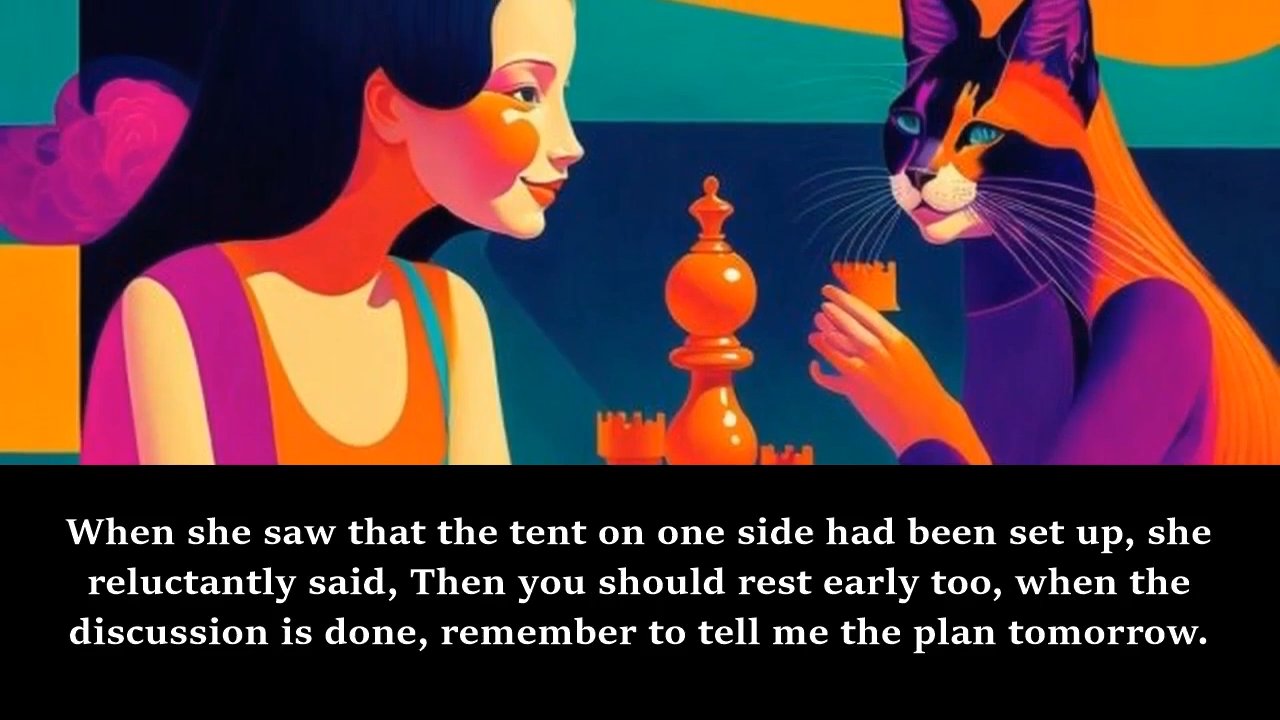 When she saw that the tent on one side had been set up, she
reluctantly said, Then you should rest early too, when the
discussion is done, remember to tell me the plan tomorrow.